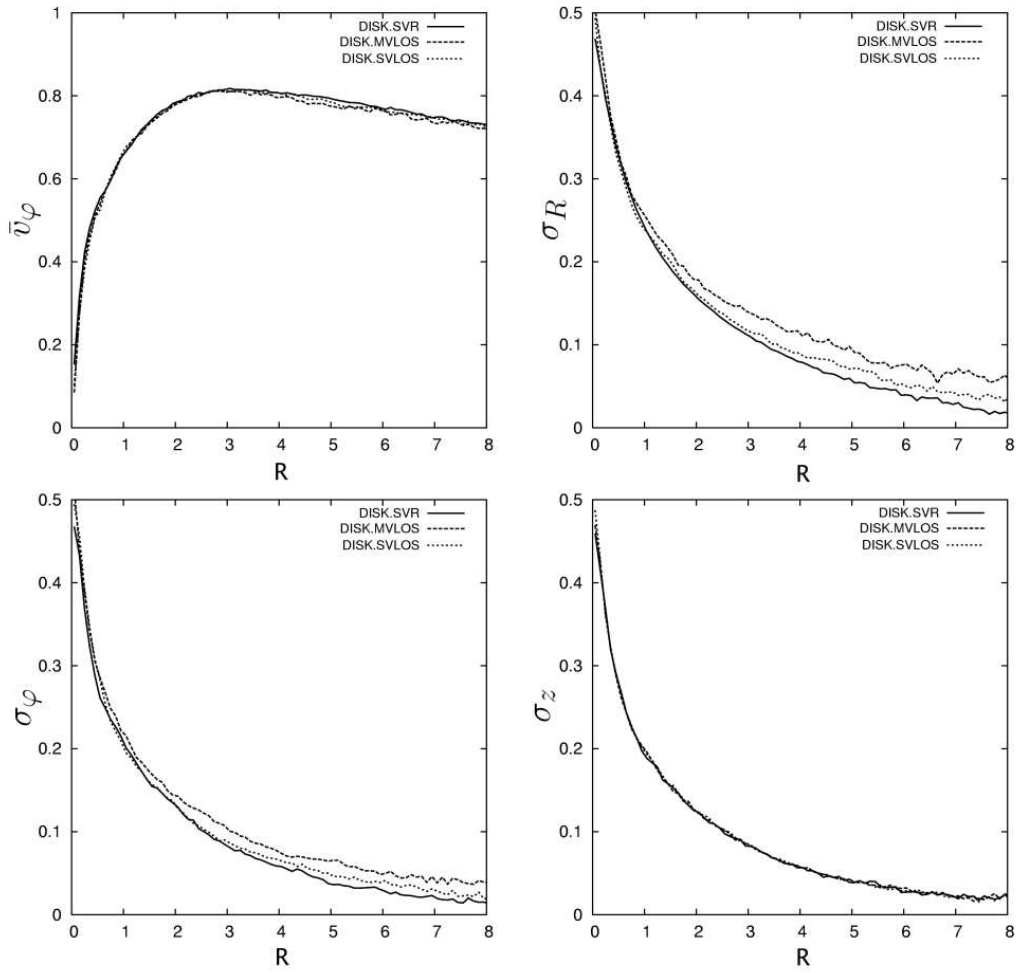 1
DISK.SVR
DISK.MVLOS
DISK.SVLOS
0.8
0.6
0.4
0.2
0
v̄φ
0 1 2 3 4 5 6 7 8
R
0.5
DISK.SVR
DISK.MVLOS
DISK.SVLOS
0.4
0.3
0.2
0.1
0
σR
0 1 2 3 4 5 6 7 8
R
0.5
DISK.SVR
DISK.MVLOS
DISK.SVLOS
0.4
0.3
0.2
0.1
0
σφ
0 1 2 3 4 5 6 7 8
R
0.5
DISK.SVR
DISK.MVLOS
DISK.SVLOS
0.4
0.3
0.2
0.1
0
σz
0 1 2 3 4 5 6 7 8
R